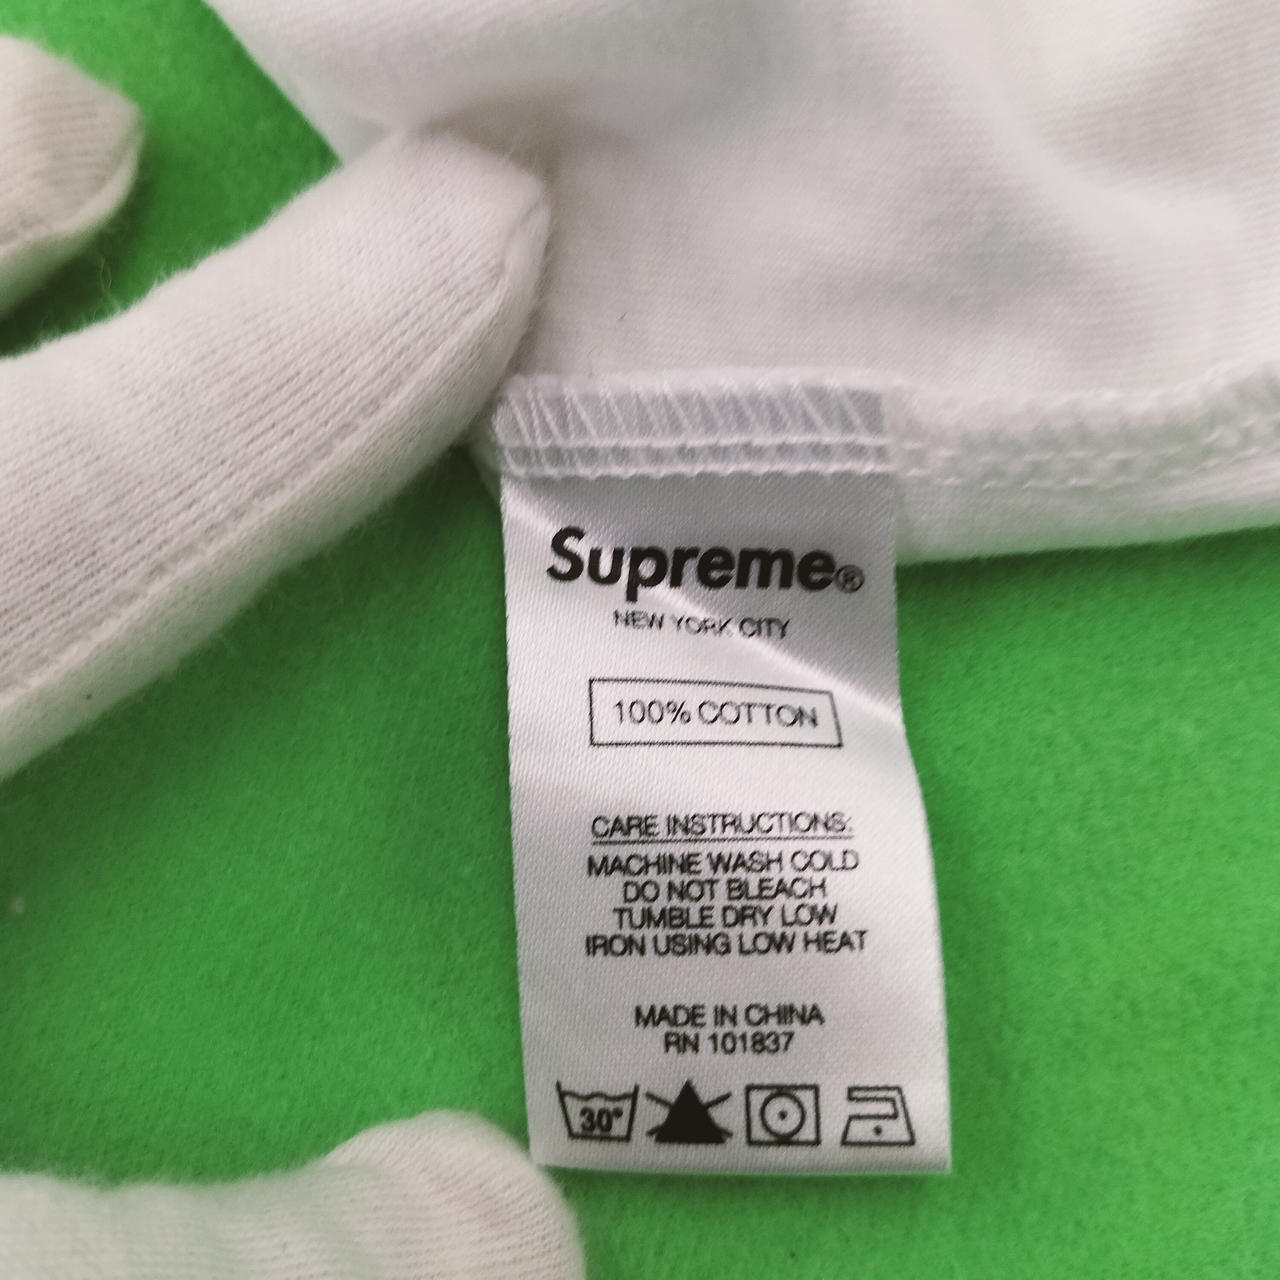 Supreme®
NEW YORK CITY
100% COTTON
CARE INSTRUCTIONS:
MACHINE WASH COLD
DO NOT BLEACH
TUMBLE DRY LOW
IRON USING LOW HEAT
MADE IN CHINA
RN 101837
30°